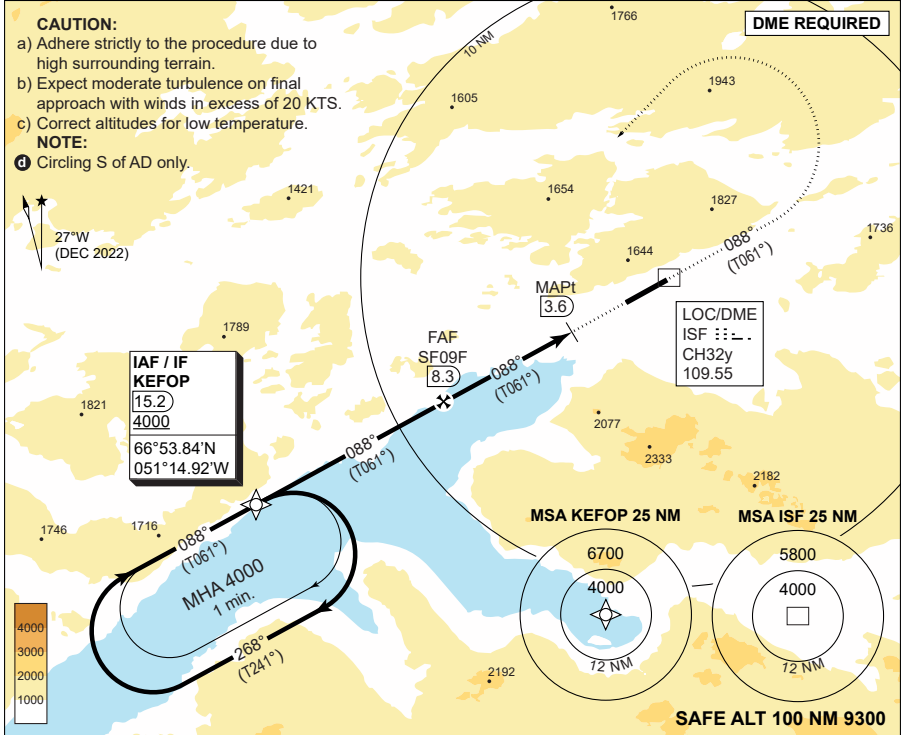 CAUTION:
a) Adhere strictly to the procedure due to
high surrounding terrain.
b) Expect moderate turbulence on final
approach with winds in excess of 20 KTS.
c) Correct altitudes for low temperature.
NOTE:
d Circling S of AD only.
DME REQUIRED
1766
10 NM
1943
1605
1421
1654
1827
1736
1644
27°W
(DEC 2022)
088°
(T061°)
MAPt
3.6
LOC/DME
ISF
CH32y
109.55
1789
FAF
SF09F
8.3
088°
(T061°)
IAF / IF
KEFOP
15.2
4000
66°53.84'N
051°14.92'W
1821
2077
2333
2182
088°
(T061°)
1746
1716
088°
(T061°)
MHA 4000
1 min.
268°
(T241°)
MSA KEFOP 25 NM
6700
4000
12 NM
MSA ISF 25 NM
5800
4000
12 NM
4000
3000
2000
1000
2192
SAFE ALT 100 NM 9300